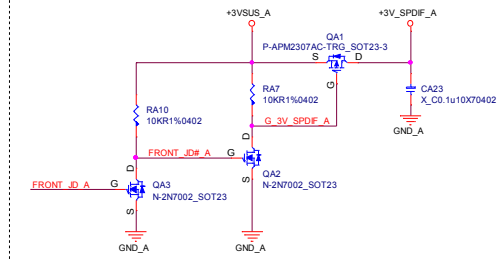 +3VSUS_A
+3V_SPDIF_A
QA1
P-APM2307AC-TRG_SOT23-3
S
D
G
RA10
10KR1%0402
RA7
10KR1%0402
CA23
X_C0.1u10X70402
GND_A
G_3V_SPDIF_A
D
FRONT_JD#_A
G
QA2
N-2N7002_SOT23
S
D
FRONT_JD_A
G
QA3
N-2N7002_SOT23
S
GND_A
GND_A